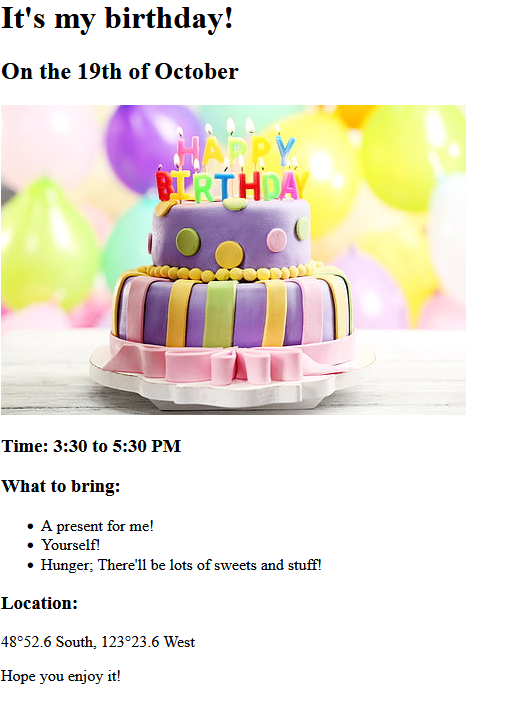 It's my birthday!
On the 19th of October
HAPPY
BIRTHDAY
Time: 3:30 to 5:30 PM
What to bring:
A present for me!
Yourself!
Hunger; There'll be lots of sweets and stuff!
Location:
48°52.6 South, 123°23.6 West
Hope you enjoy it!